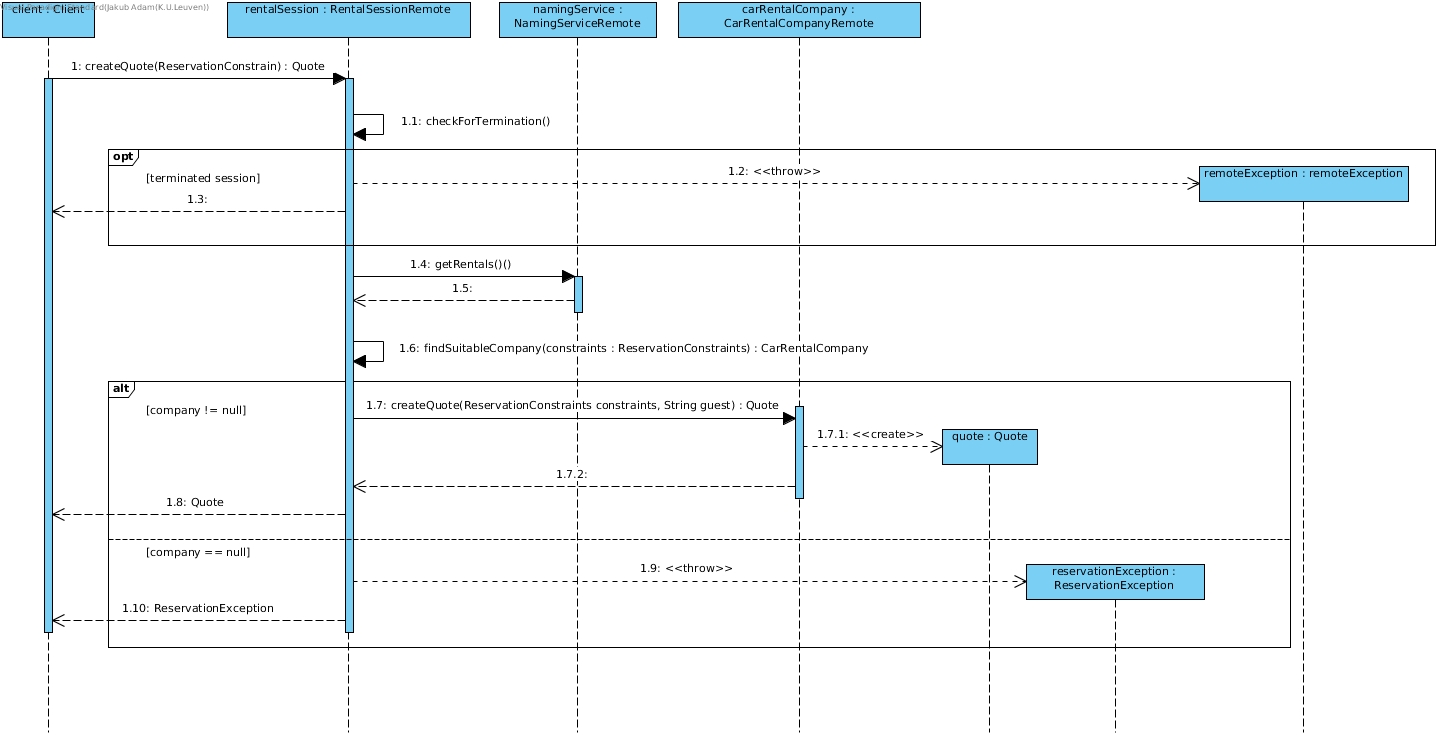 client : Client
ard(Jakub Adam(K.U.Leuven))
rentalSession : RentalSessionRemote
namingService :
NamingServiceRemote
carRentalCompany :
CarRentalCompanyRemote
1: createQuote(ReservationConstrain) : Quote
1.1: checkForTermination()
opt
[terminated session]
1.2: <<throw>>
remoteException : remoteException
1.3:
1.4: getRentals()()
1.5:
1.6: findSuitableCompany(constraints : ReservationConstraints) : CarRentalCompany
alt
[company != null]
1.7: createQuote(ReservationConstraints constraints, String guest) : Quote
1.7.1: <<create>>
quote : Quote
1.7.2:
1.8: Quote
[company == null]
1.9: <<throw>>
reservationException :
ReservationException
1.10: ReservationException